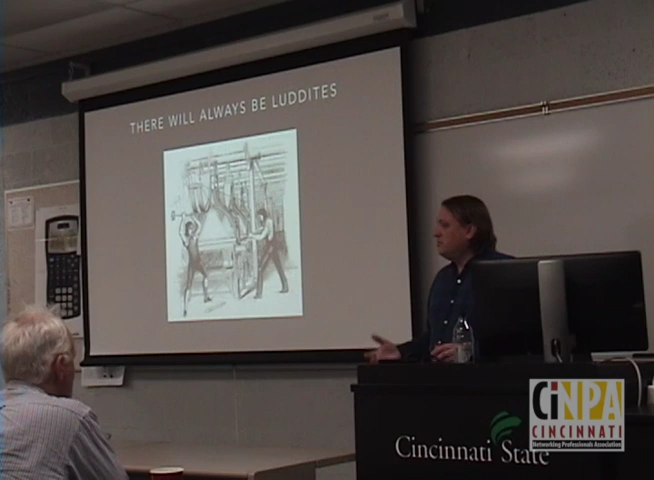 THERE WILL ALWAYS BE LUDDITES
Cincinnati State
CiNPA
CINCINNATI
Networking Professionals Association